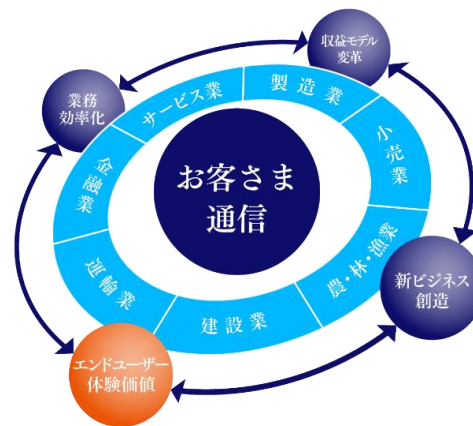 収益モデル
変革
業務
効率化
サービス業
製造業
小売業
金融業
お客さま
通信
運輸業
建設業
農・林・漁業
新ビジネス
創造
エンドユーザー
体験価値